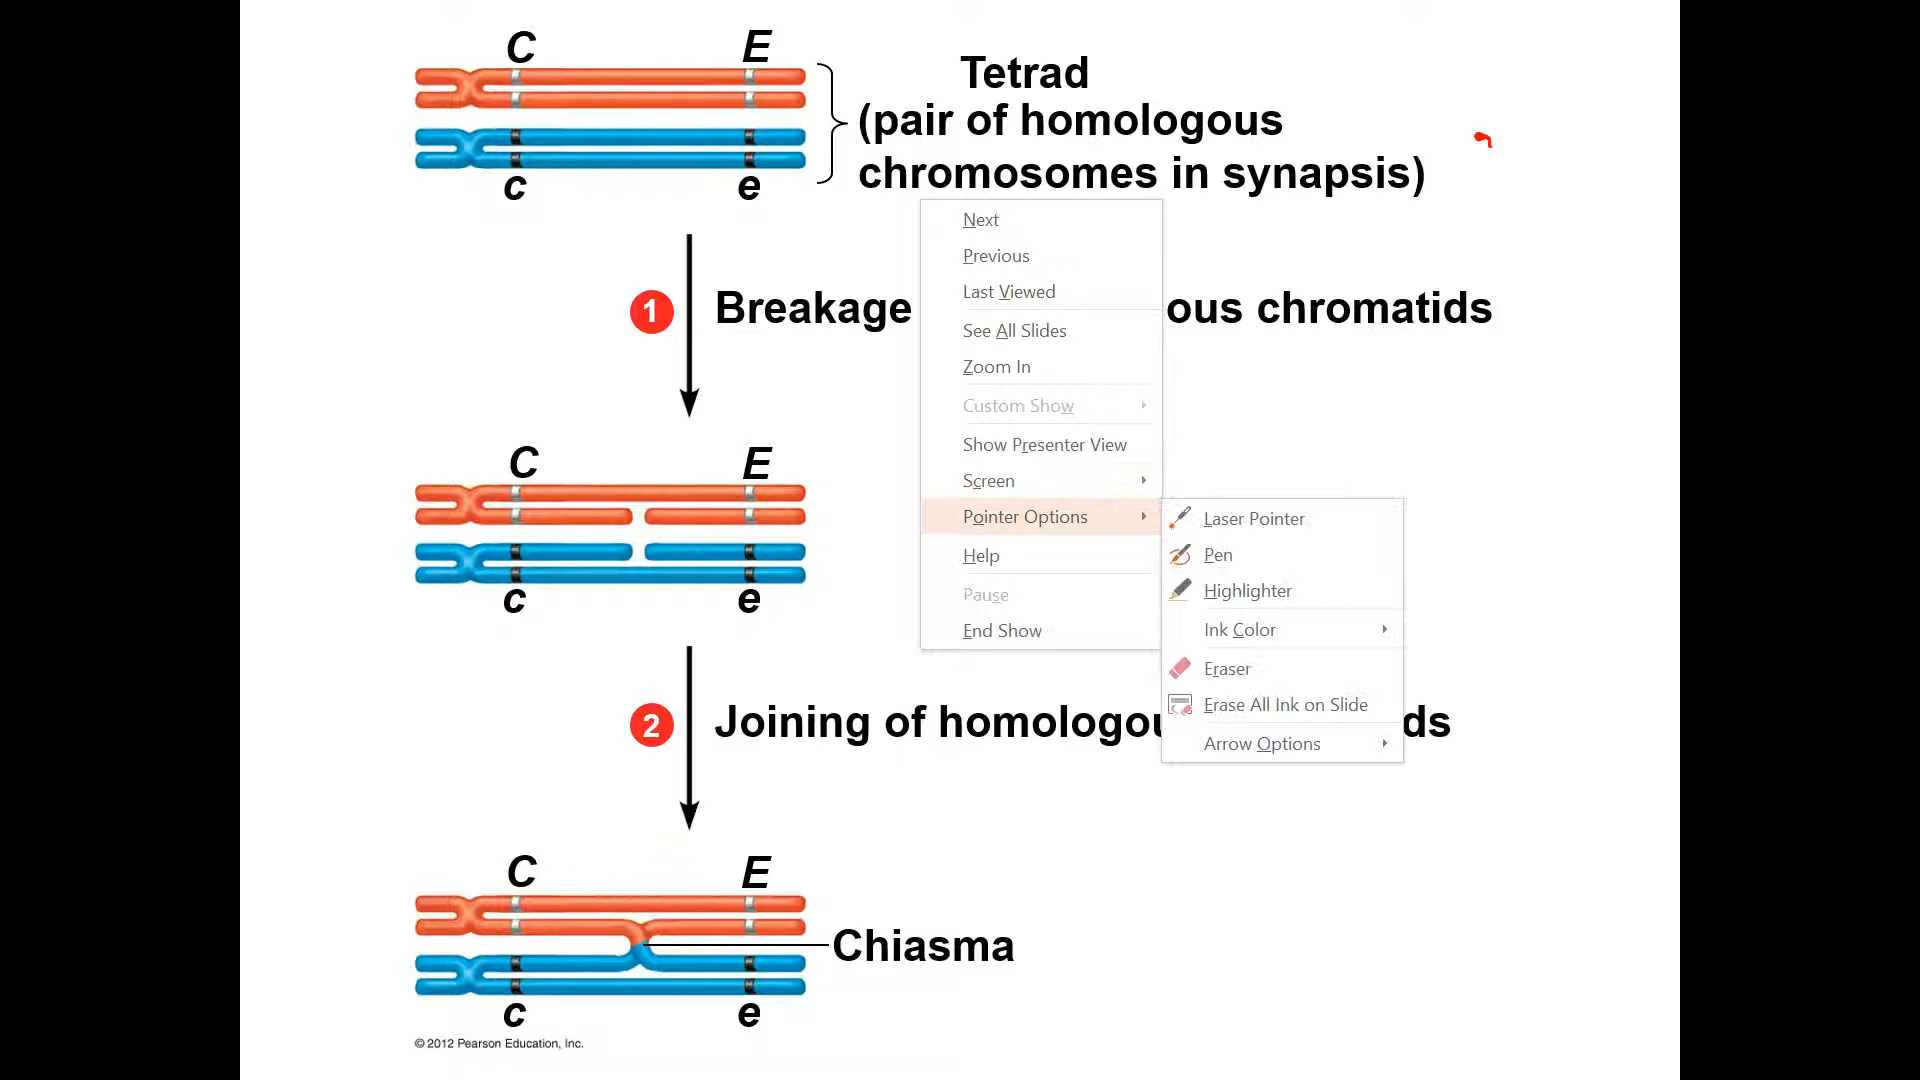 C E
Tetrad
(pair of homologous
chromosomes in synapsis)
c e
Next
Previous
Last Viewed
1 Breakage ous chromatids
See All Slides
Zoom In
Custom Show
Show Presenter View
Screen
Pointer Options
Help
Pause
End Show
Laser Pointer
Pen
Highlighter
Ink Color
Eraser
Erase All Ink on Slide
Arrow Options
C E
c e
2 Joining of homologou ds
C E
Chiasma
c e
© 2012 Pearson Education, Inc.